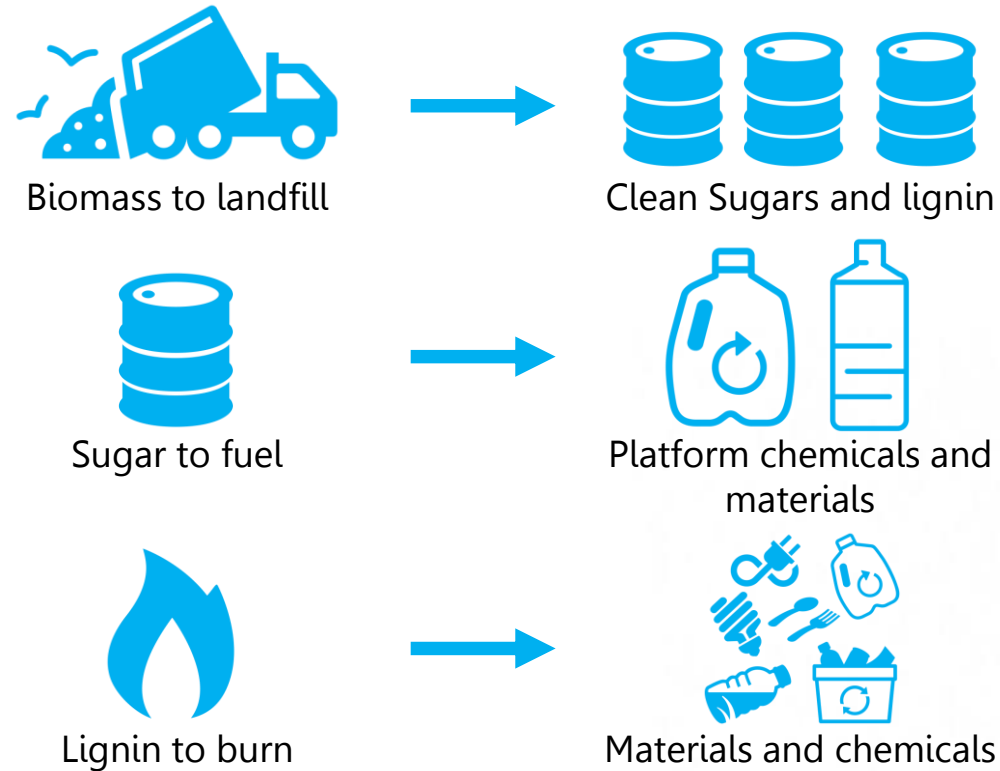 Biomass to landfill
Clean Sugars and lignin
Sugar to fuel
Platform chemicals and
materials
Lignin to burn
Materials and chemicals